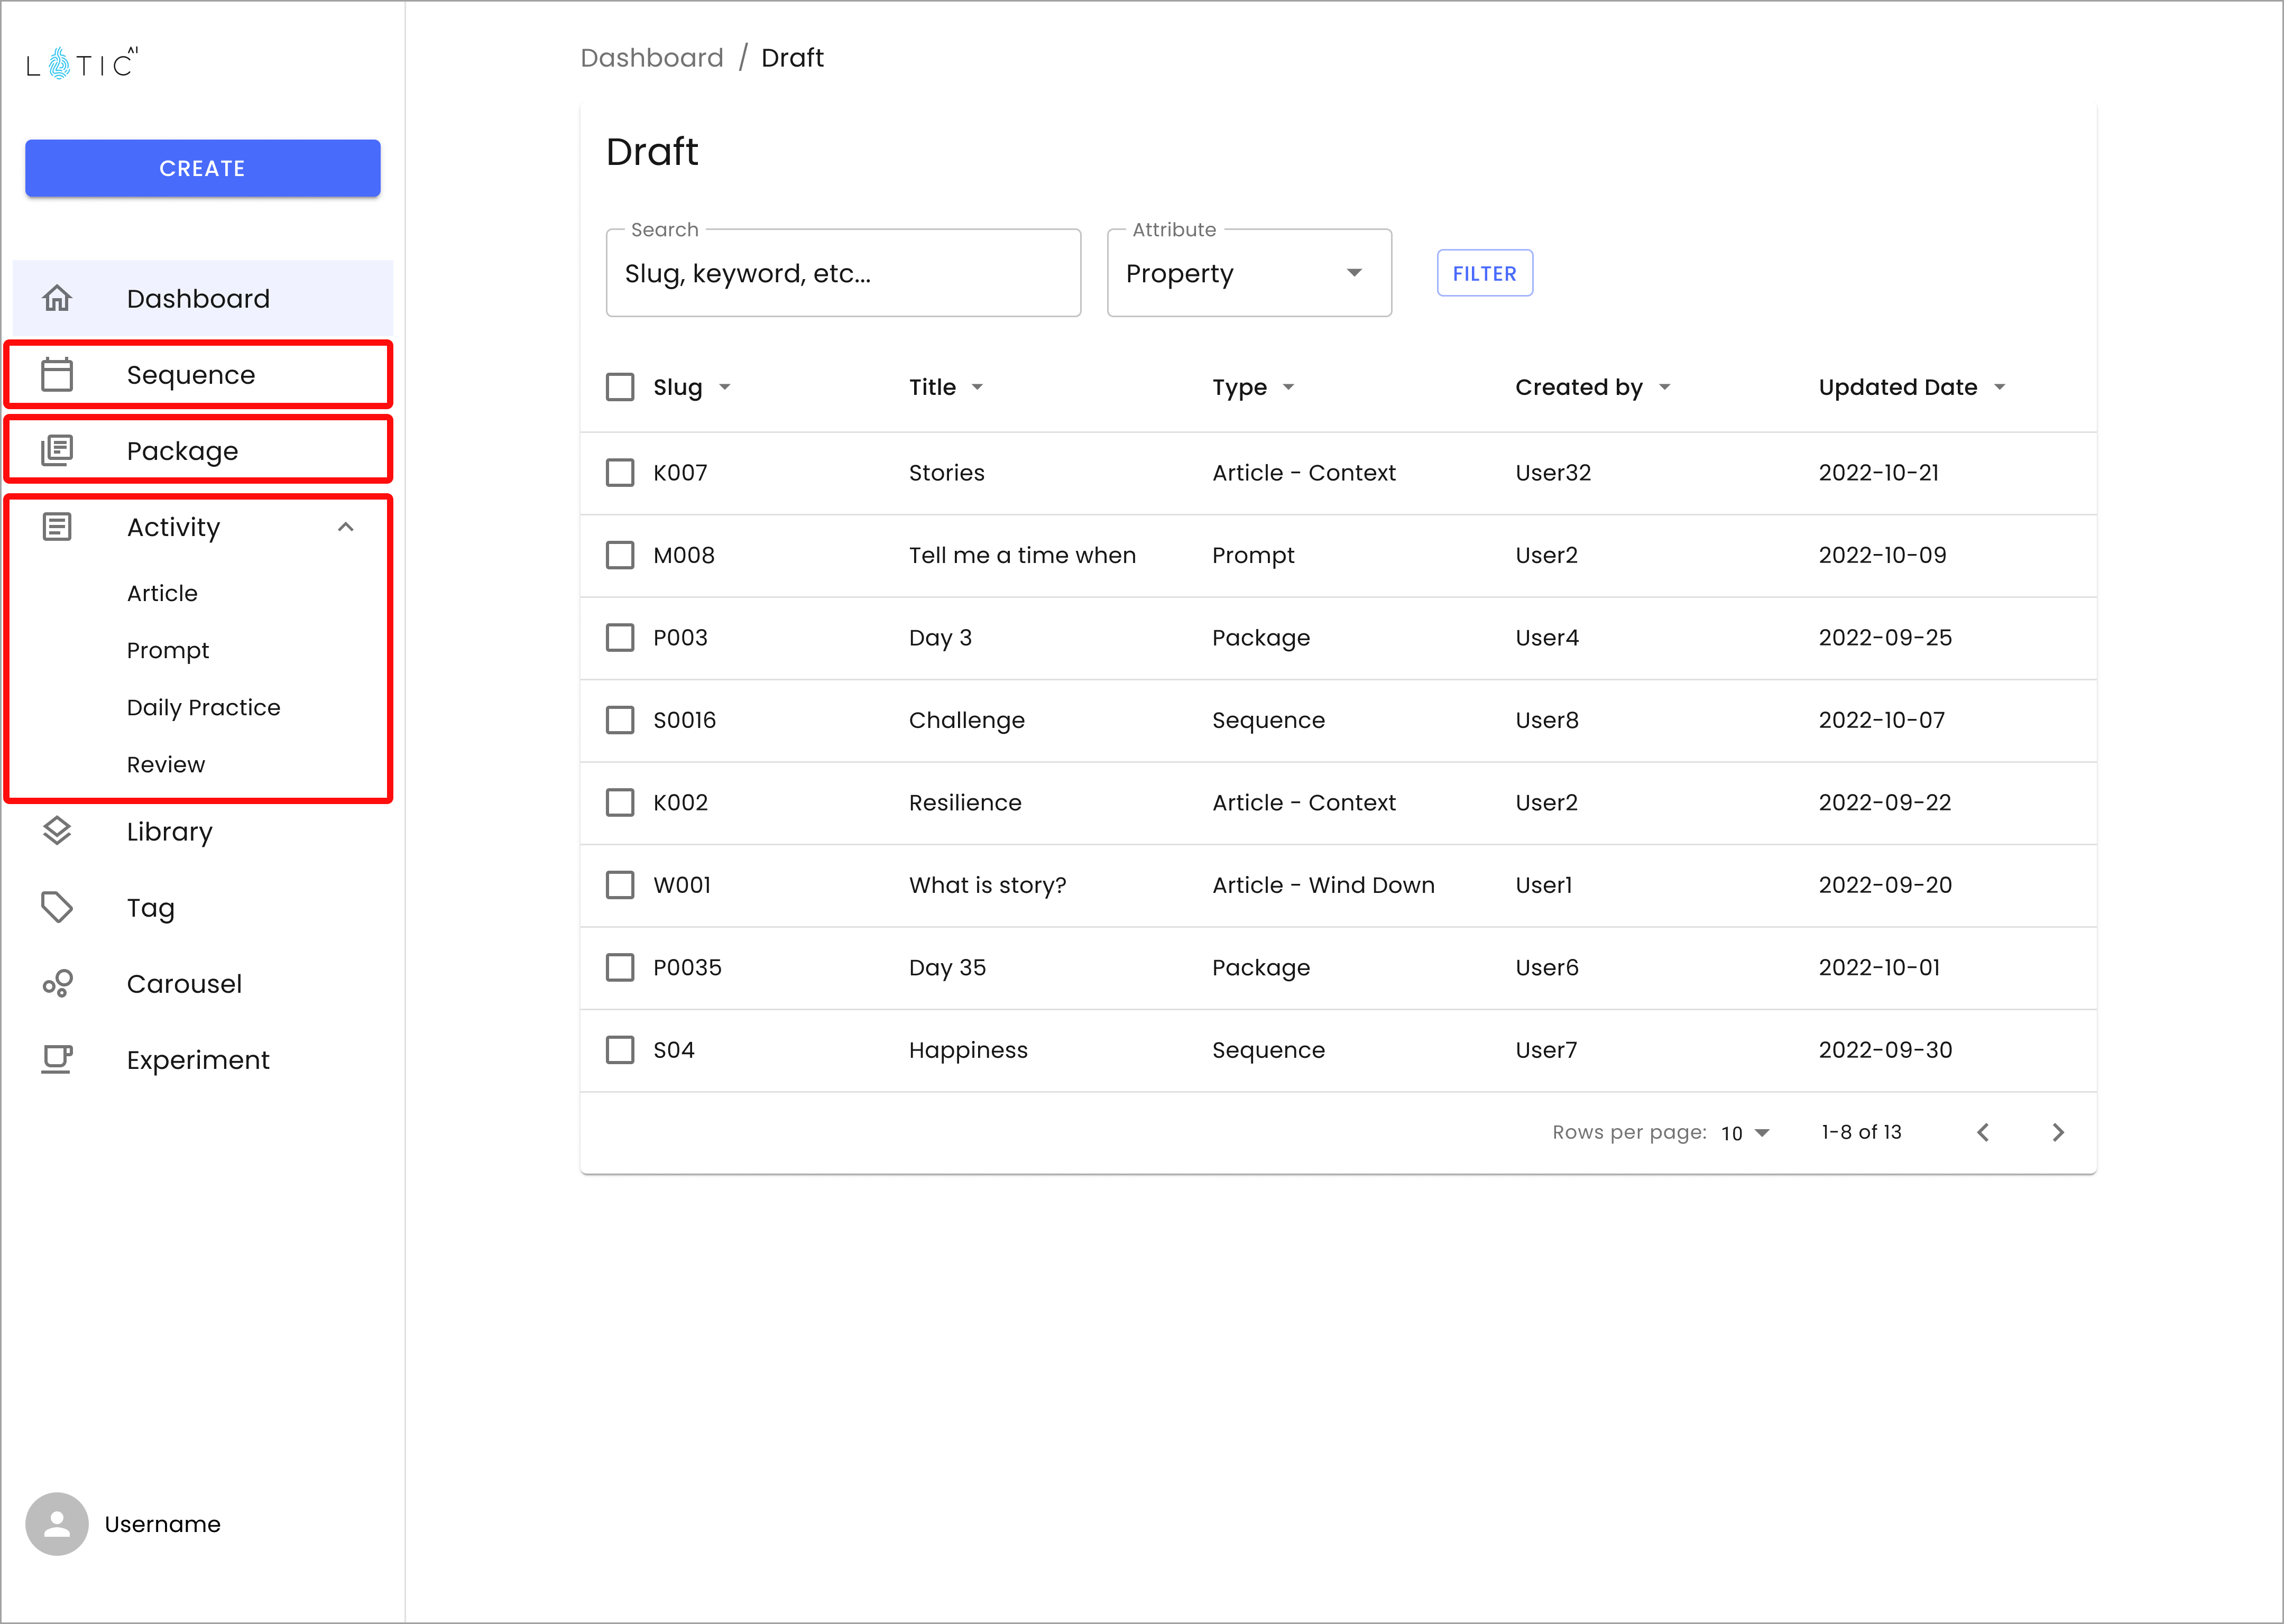 LOTIC AI
CREATE
Dashboard
Sequence
Package
Activity
Article
Prompt
Daily Practice
Review
Library
Tag
Carousel
Experiment
Username
Dashboard / Draft
Draft
Search
Slug, keyword, etc...
Attribute
Property
FILTER
Slug Title Type Created by Updated Date
K007 Stories Article - Context User32 2022-10-21
M008 Tell me a time when Prompt User2 2022-10-09
P003 Day 3 Package User4 2022-09-25
S0016 Challenge Sequence User8 2022-10-07
K002 Resilience Article - Context User2 2022-09-22
W001 What is story? Article - Wind Down User1 2022-09-20
P0035 Day 35 Package User6 2022-10-01
S04 Happiness Sequence User7 2022-09-30
Rows per page: 10 1-8 of 13